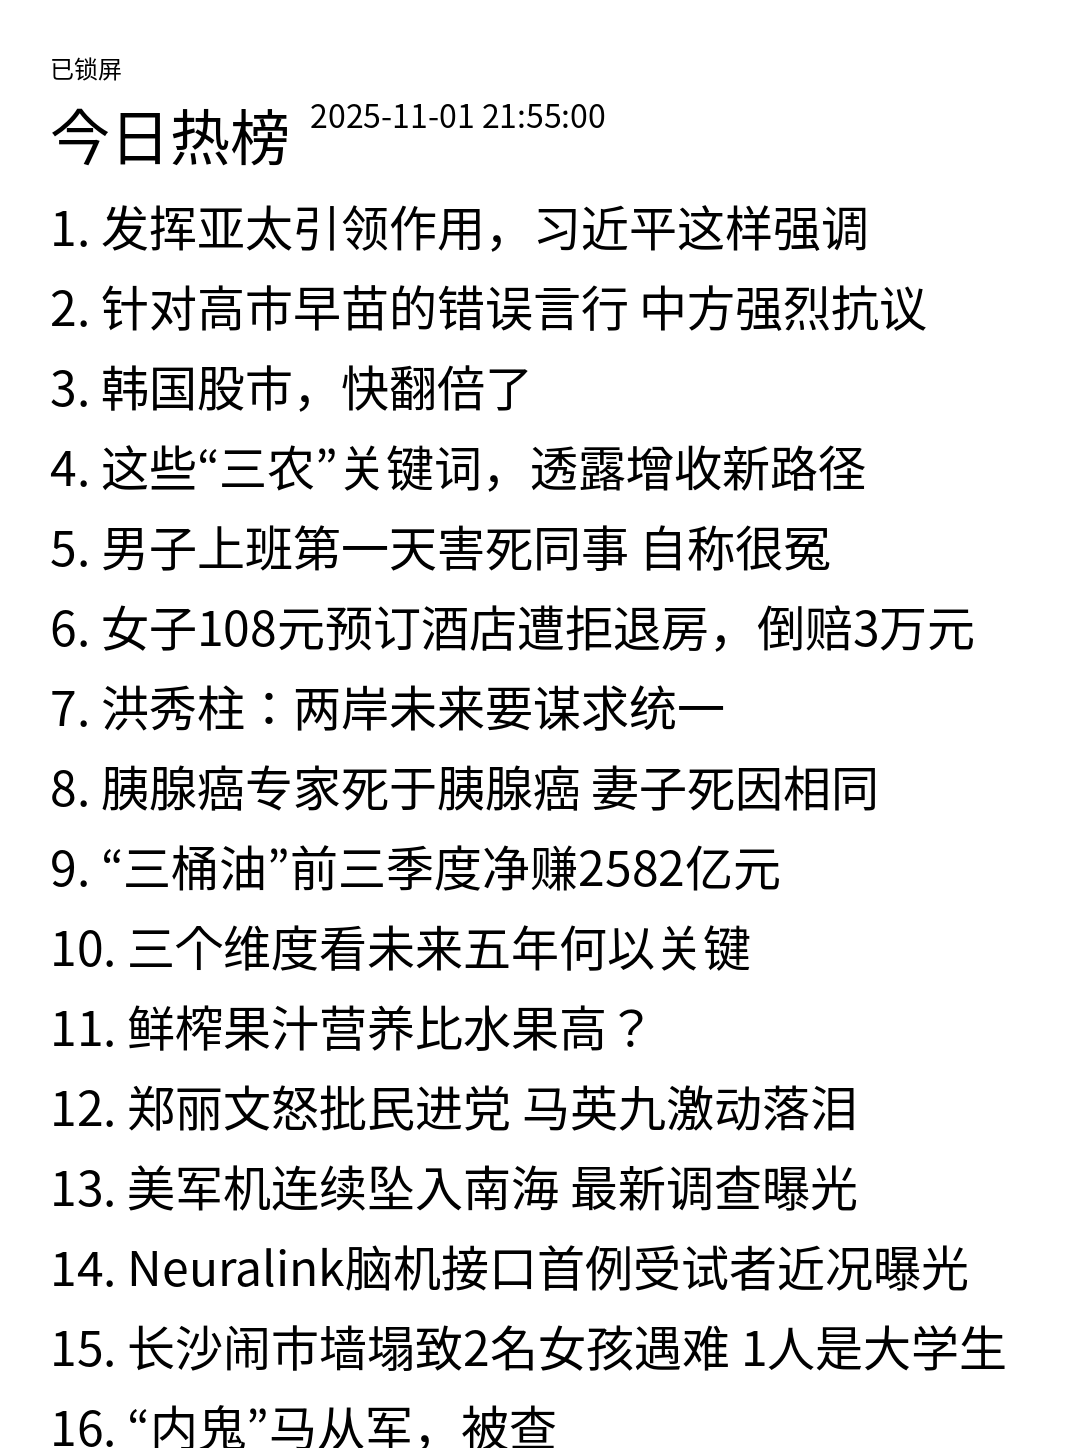 已锁屏
今日热榜 2025-11-01 21:55:00
1. 发挥亚太引领作用，习近平这样强调
2. 针对高市早苗的错误言行 中方强烈抗议
3. 韩国股市，快翻倍了
4. 这些“三农”关键词，透露增收新路径
5. 男子上班第一天害死同事 自称很冤
6. 女子108元预订酒店遭拒退房，倒赔3万元
7. 洪秀柱：两岸未来要谋求统一
8. 胰腺癌专家死于胰腺癌 妻子死因相同
9. “三桶油”前三季度净赚2582亿元
10. 三个维度看未来五年何以关键
11. 鲜榨果汁营养比水果高？
12. 郑丽文怒批民进党 马英九激动落泪
13. 美军机连续坠入南海 最新调查曝光
14. Neuralink脑机接口首例受试者近况曝光
15. 长沙闹市墙塌致2名女孩遇难 1人是大学生
16. “内鬼”马从军，被查